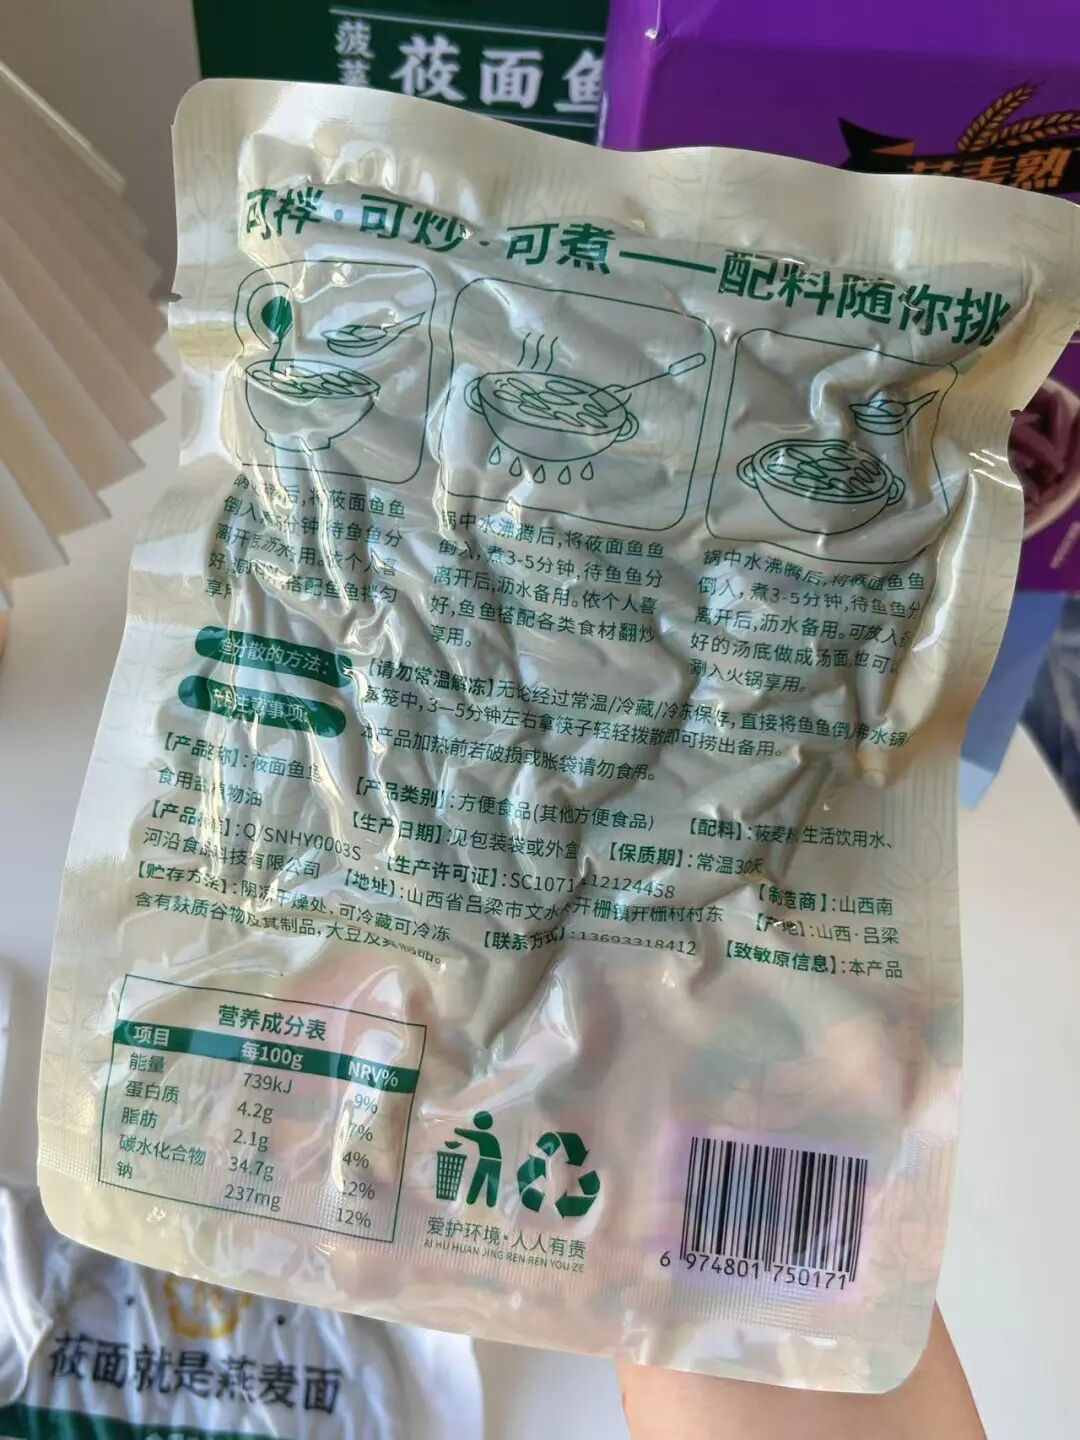 菠
莜面鱼
可拌·可炒·可煮——配料随你挑
后,将莜面鱼鱼
倒入煮5分钟,待鱼鱼分
离开后沥水备用。依个人喜
好,搭配鱼鱼拌匀
享用
锅中水沸腾后,将莜面鱼鱼
倒入,煮3-5分钟,待鱼鱼分
离开后,沥水备用。依个人喜
好,鱼鱼搭配各类食材翻炒
享用。
锅中水沸腾后,将莜面鱼鱼
倒入,煮3-5分钟,待鱼鱼分
离开后,沥水备用。可放入
好的汤底做成汤面,也可
涮入火锅享用。
分散的方法:
【请勿常温解冻】无论经过常温/冷藏/冷冻保存,直接将鱼鱼倒沸水锅/
蒸笼中,3—5分钟左右拿筷子轻轻拨散即可捞出备用。
注意事项:
本产品加热前若破损或胀袋请勿食用。
【产品名称】:莜面鱼鱼 【产品类别】:方便食品(其他方便食品) 【配料】:莜麦粉、生活饮用水、
食用盐、植物油
【产品标准】:Q/SNHY0003S 【生产日期】:见包装袋或外盒 【保质期】:常温30天
【生产许可证】:SC1071 112124458 【制造商】:山西南
河沿食品科技有限公司 【地址】:山西省吕梁市文水县开栅镇开栅村村东 【产地】:山西·吕梁
【贮存方法】:阴凉干燥处,可冷藏可冷冻 【联系方式】:13693318412 【致敏原信息】:本产品
含有麸质谷物及其制品,大豆及其制品。
营养成分表
项目 每100g NRV%
能量 739kJ 9%
蛋白质 4.2g 7%
脂肪 2.1g 4%
碳水化合物 34.7g 12%
钠 237mg 12%
爱护环境·人人有责
AI HU HUAN JING REN REN YOU ZE
6 974801 750171
莜面就是燕麦面